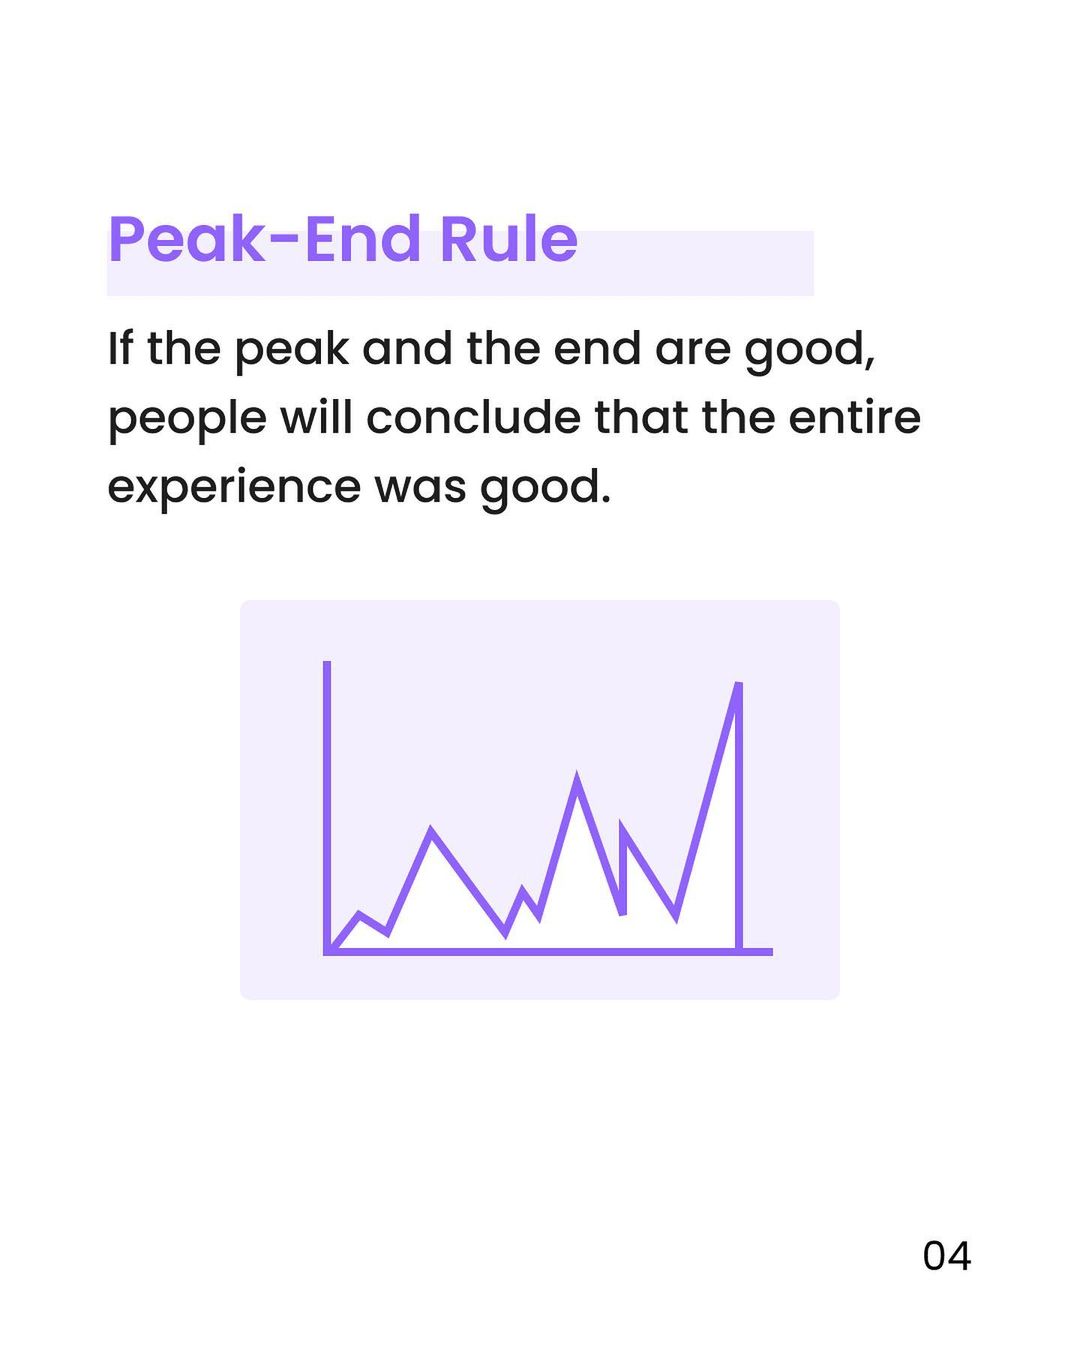 Peak-End Rule
If the peak and the end are good,
people will conclude that the entire
experience was good.
04